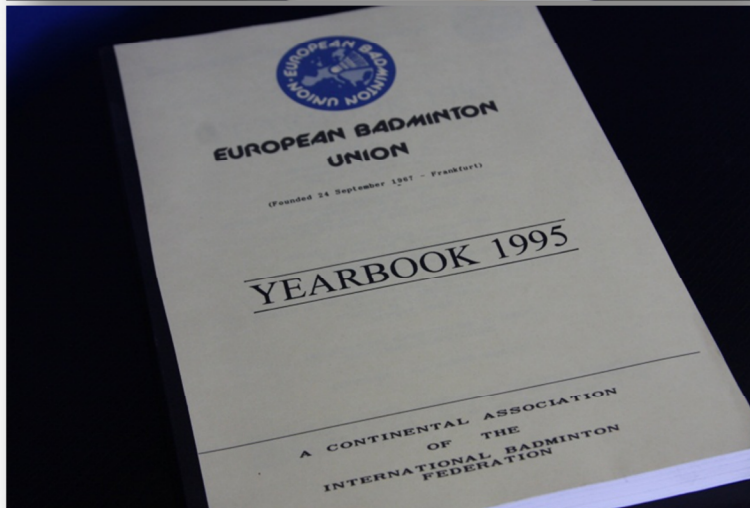 EUROPEAN BADMINTON UNION
EUROPEAN BADMINTON
UNION
(Founded 24 September 1967 - Frankfurt)
YEARBOOK 1995
A CONTINENTAL ASSOCIATION
OF THE
INTERNATIONAL BADMINTON
FEDERATION